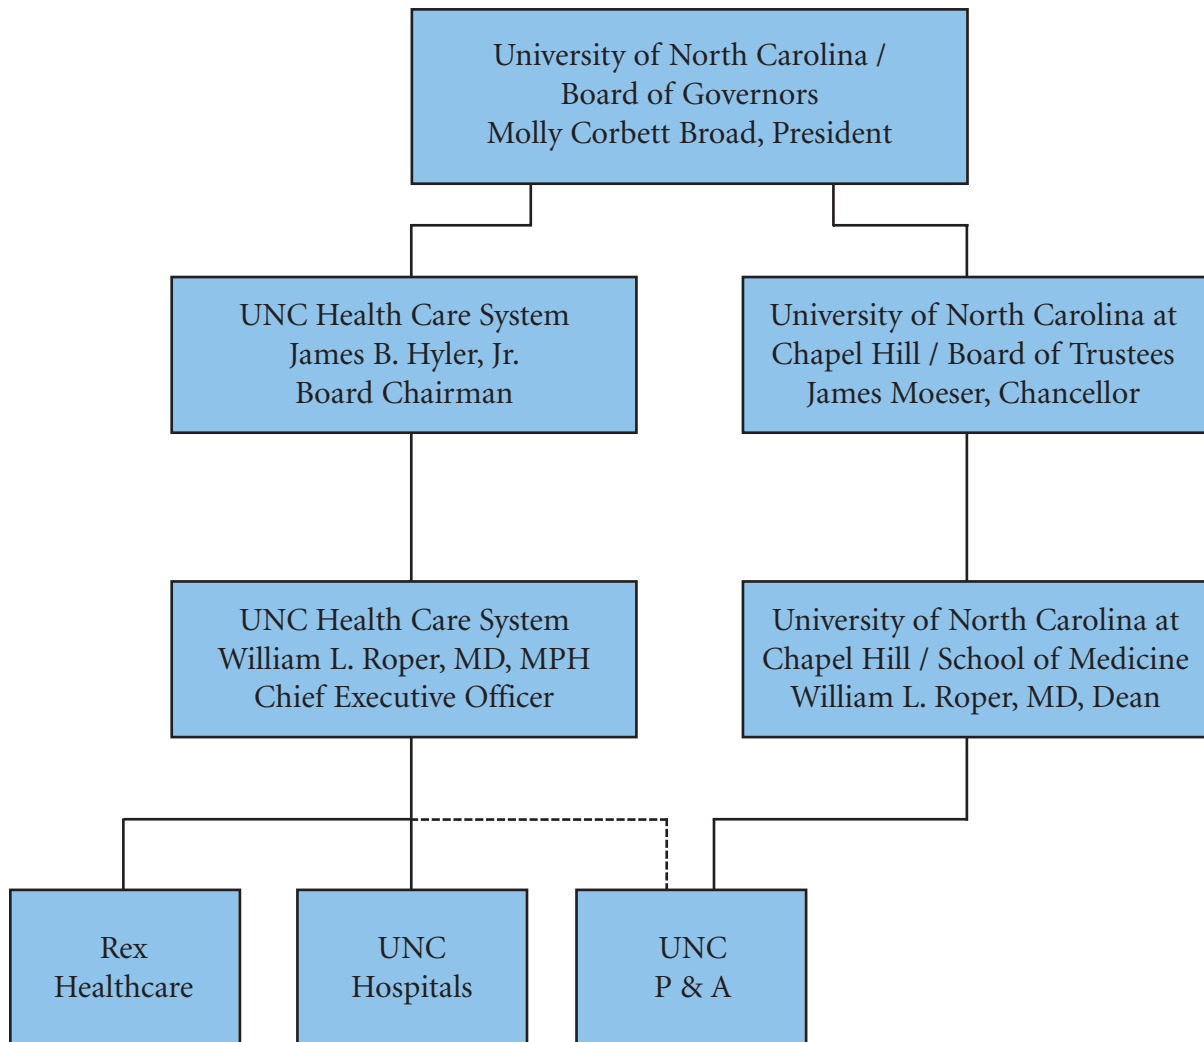 University of North Carolina /
Board of Governors
Molly Corbett Broad, President
UNC Health Care System
James B. Hyler, Jr.
Board Chairman
University of North Carolina at
Chapel Hill / Board of Trustees
James Moeser, Chancellor
UNC Health Care System
William L. Roper, MD, MPH
Chief Executive Officer
University of North Carolina at
Chapel Hill / School of Medicine
William L. Roper, MD, Dean
Rex
Healthcare
UNC
Hospitals
UNC
P & A